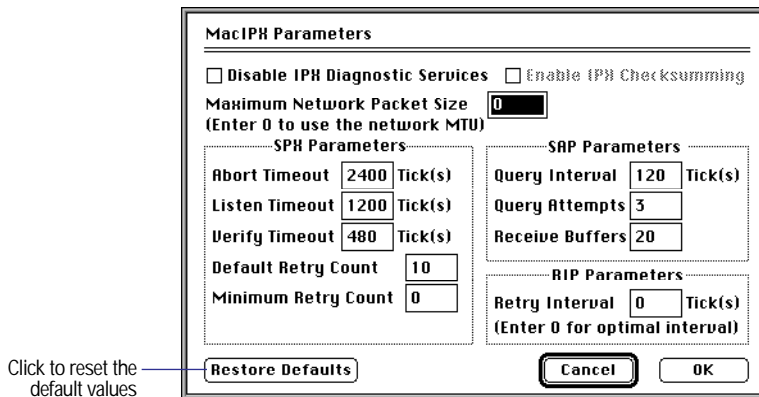 MacIPX Parameters
Disable IPX Diagnostic Services Enable IPX Checksumming
Maximum Network Packet Size 0
(Enter 0 to use the network MTU)
SPX Parameters
Abort Timeout 2400 Tick(s)
Listen Timeout 1200 Tick(s)
Verify Timeout 480 Tick(s)
Default Retry Count 10
Minimum Retry Count 0
SAP Parameters
Query Interval 120 Tick(s)
Query Attempts 3
Receive Buffers 20
RIP Parameters
Retry Interval 0 Tick(s)
(Enter 0 for optimal interval)
Click to reset the
default values
Restore Defaults Cancel OK